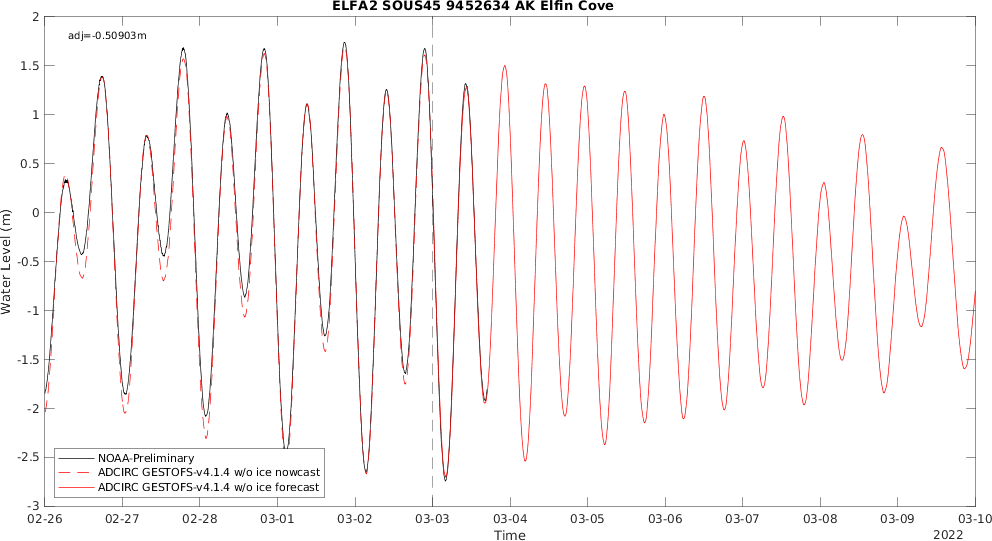 ELFA2 SOUS45 9452634 AK Elfin Cove
adj=-0.50903m
2
1.5
1
0.5
0
-0.5
-1
-1.5
-2
-2.5
-3
Water Level (m)
NOAA-Preliminary
ADCIRC GESTOFS-v4.1.4 w/o ice nowcast
ADCIRC GESTOFS-v4.1.4 w/o ice forecast
02-26 02-27 02-28 03-01 03-02 03-03 03-04 03-05 03-06 03-07 03-08 03-09 03-10
Time
2022